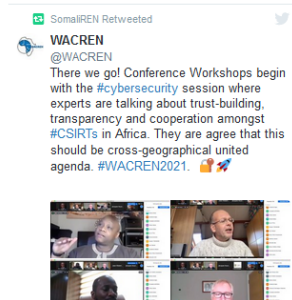 SomaliREN Retweeted
WACREN
@WACREN
There we go! Conference Workshops begin
with the #cybersecurity session where
experts are talking about trust-building,
transparency and cooperation amongst
#CSIRTs in Africa. They are agree that this
should be cross-geographical united
agenda. #WACREN2021. 🔐🚀